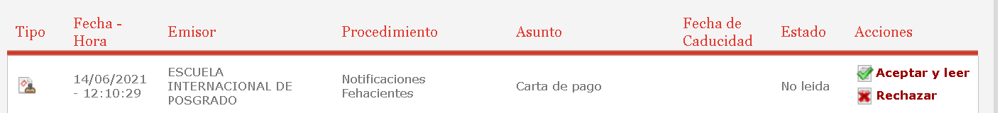 Tipo
Fecha -
Hora
Emisor
Procedimiento
Asunto
Fecha de
Caducidad
Estado
Acciones
14/06/2021
- 12:10:29
ESCUELA
INTERNACIONAL DE
POSGRADO
Notificaciones
Fehacientes
Carta de pago
No leida
Aceptar y leer
Rechazar